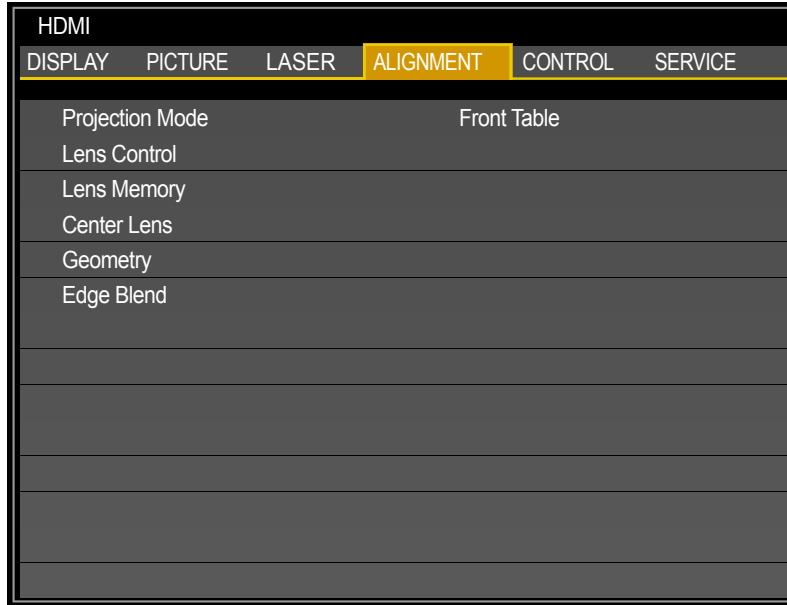 HDMI
DISPLAY PICTURE LASER ALIGNMENT CONTROL SERVICE
Projection Mode Front Table
Lens Control
Lens Memory
Center Lens
Geometry
Edge Blend